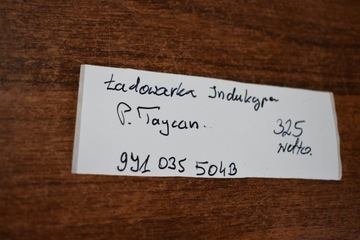 Ładowarka Indukcyjna
P. Taycan..
325
netto.
9Y1 035 504B